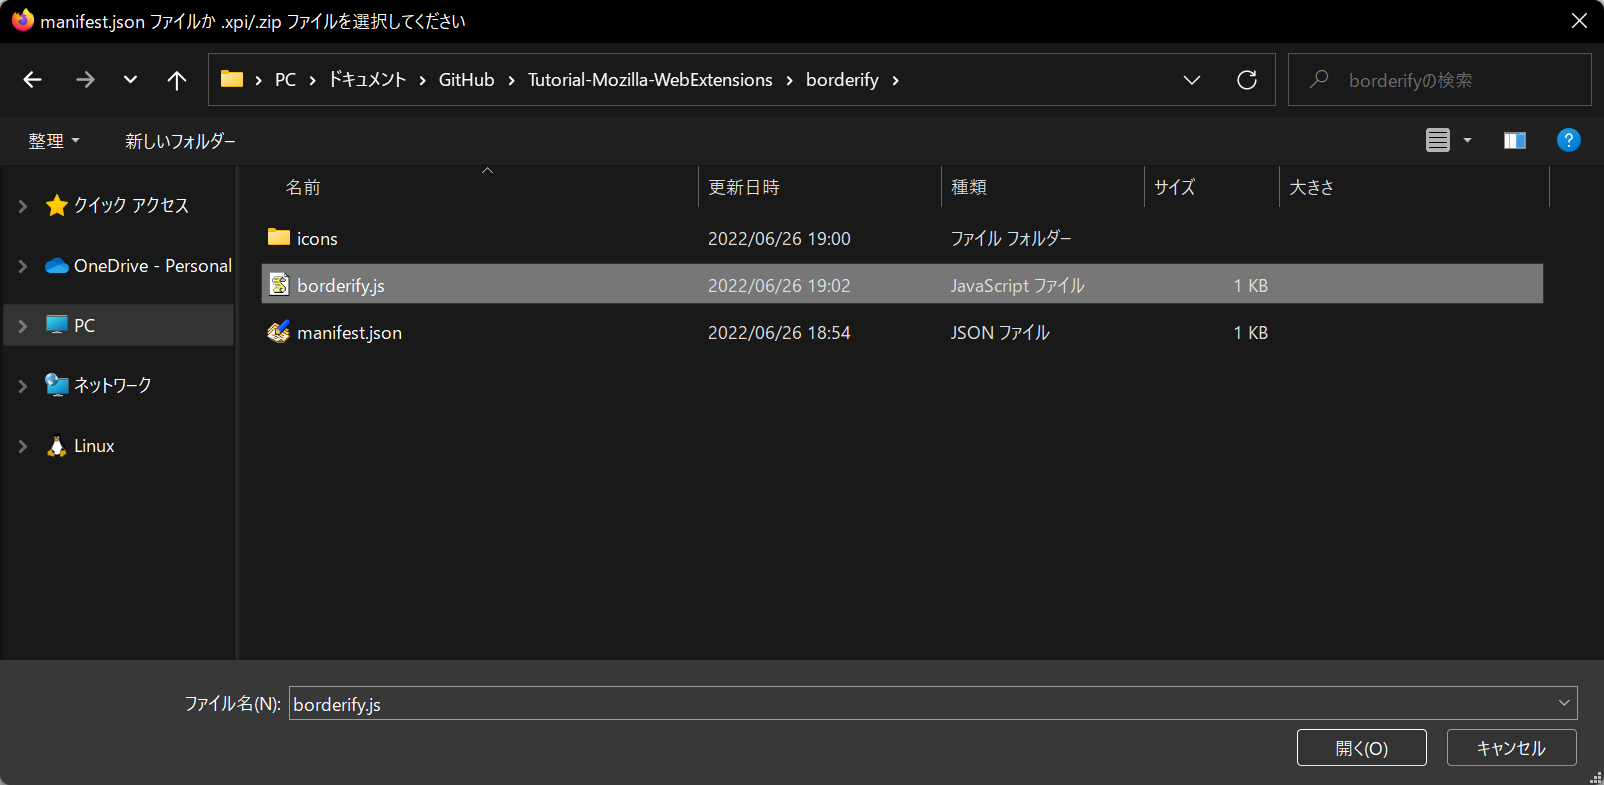 manifest.json ファイルか .xpi/.zip ファイルを選択してください
PC ドキュメント GitHub Tutorial-Mozilla-WebExtensions borderify
borderifyの検索
整理 新しいフォルダー
名前 更新日時 種類 サイズ 大きさ
クイック アクセス
OneDrive - Personal
PC
ネットワーク
Linux
icons 2022/06/26 19:00 ファイル フォルダー
borderify.js 2022/06/26 19:02 JavaScript ファイル 1 KB
manifest.json 2022/06/26 18:54 JSON ファイル 1 KB
ファイル名(N): borderify.js
開く(O) キャンセル